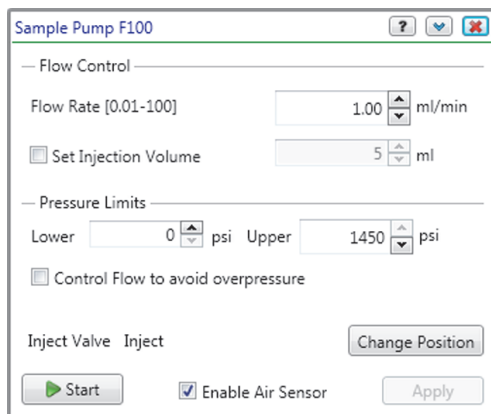 Sample Pump F100 ?
Flow Control
Flow Rate [0.01-100] 1.00 ml/min
Set Injection Volume 5 ml
Pressure Limits
Lower 0 psi Upper 1450 psi
Control Flow to avoid overpressure
Inject Valve Inject Change Position
Start Enable Air Sensor Apply